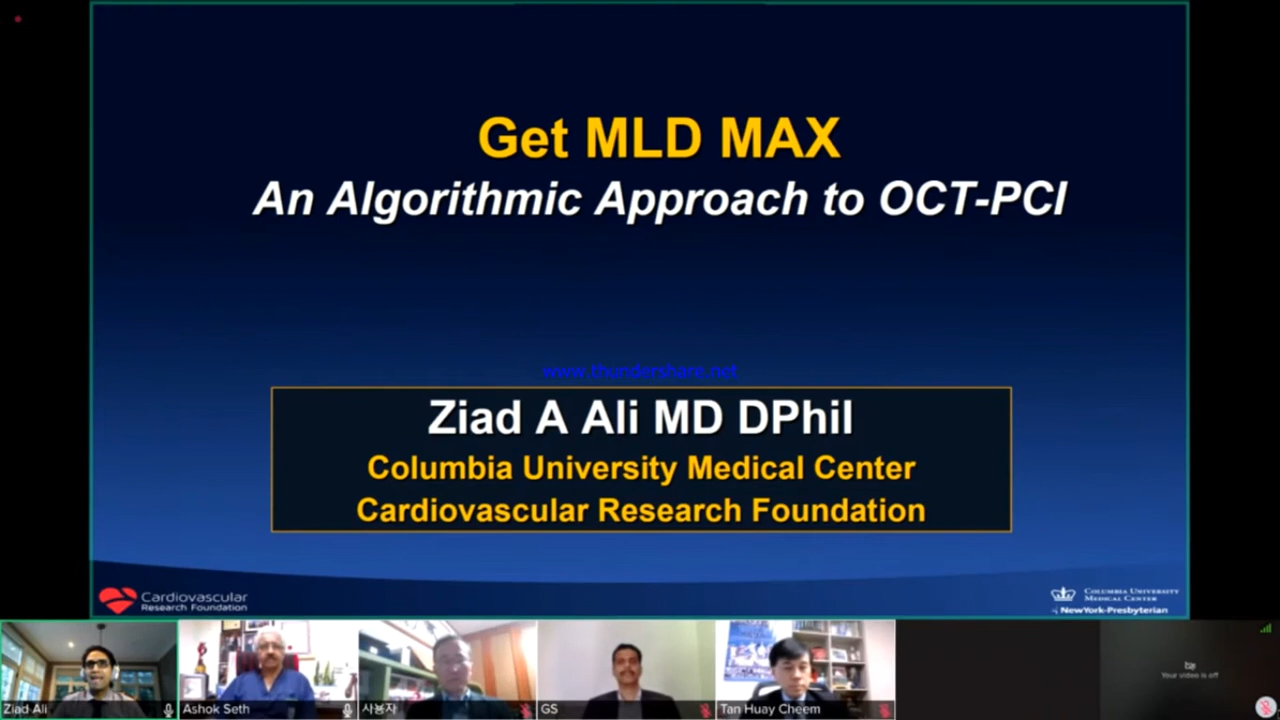 Get MLD MAX
An Algorithmic Approach to OCT-PCI
www.thundershare.net
Ziad A Ali MD DPhil
Columbia University Medical Center
Cardiovascular Research Foundation
Cardiovascular
Research Foundation
COLUMBIA UNIVERSITY
MEDICAL CENTER
NewYork-Presbyterian
Your video is off
Ziad Ali
Ashok Seth
사용자
GS
Tan Huay Cheem